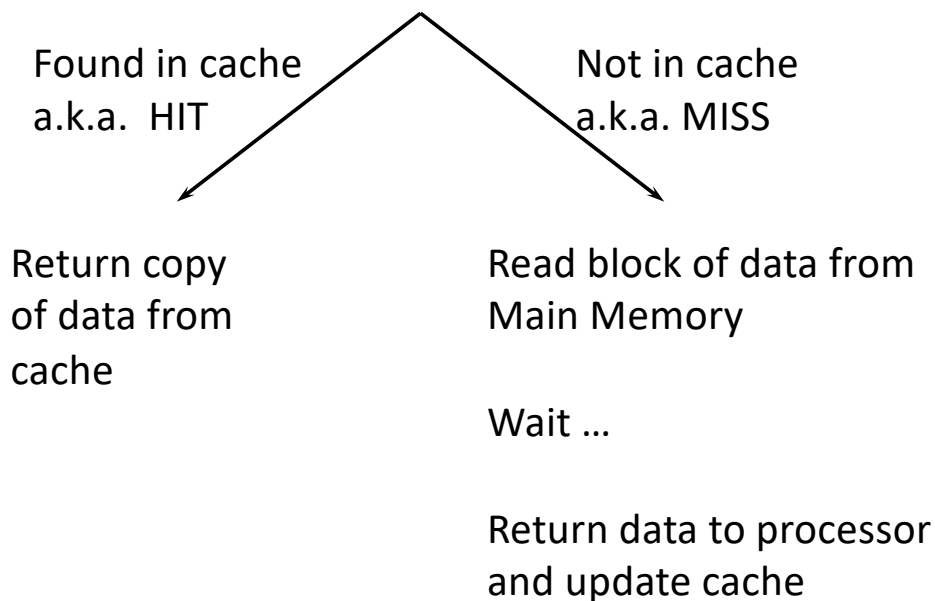 Found in cache
a.k.a. HIT
Not in cache
a.k.a. MISS
Return copy
of data from
cache
Read block of data from
Main Memory
Wait …
Return data to processor
and update cache